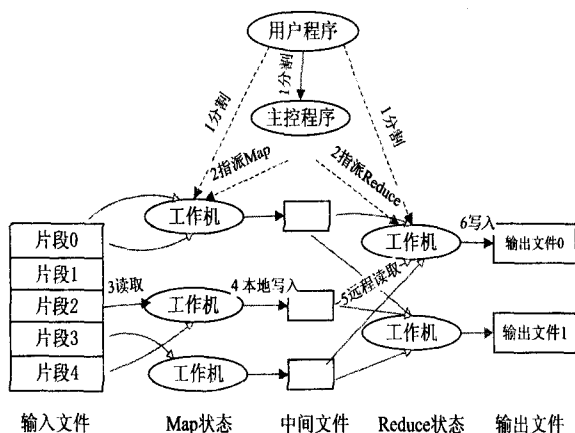 用户程序
1分割
1分割
1分割
主控程序
2指派Map
2指派Reduce
工作机
工作机
6写入
输出文件0
片段0
片段1
片段2
片段3
片段4
3读取
工作机
4 本地写入
5远程读取
工作机
输出文件1
工作机
输入文件
Map状态
中间文件
Reduce状态
输出文件